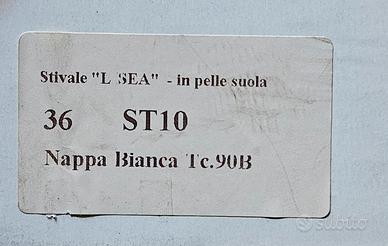 Stivale "L SEA" - in pelle suola
36 ST10
Nappa Bianca Tc.90B
subito